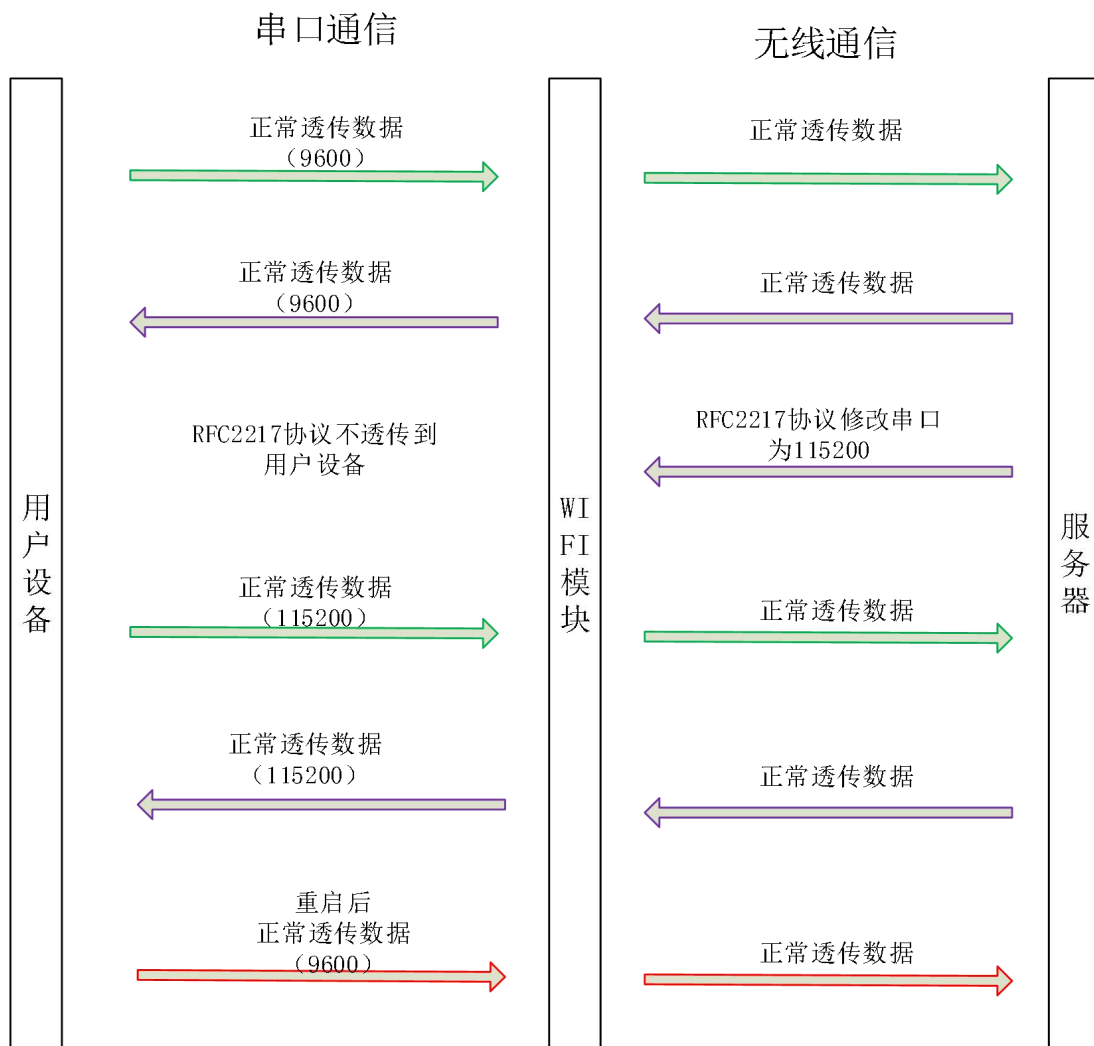 串口通信
无线通信
正常透传数据
（9600）
正常透传数据
正常透传数据
（9600）
正常透传数据
RFC2217协议不透传到
用户设备
RFC2217协议修改串口
为115200
用户设备
WI
FI模块
服务器
正常透传数据
（115200）
正常透传数据
正常透传数据
（115200）
正常透传数据
重启后
正常透传数据
（9600）
正常透传数据